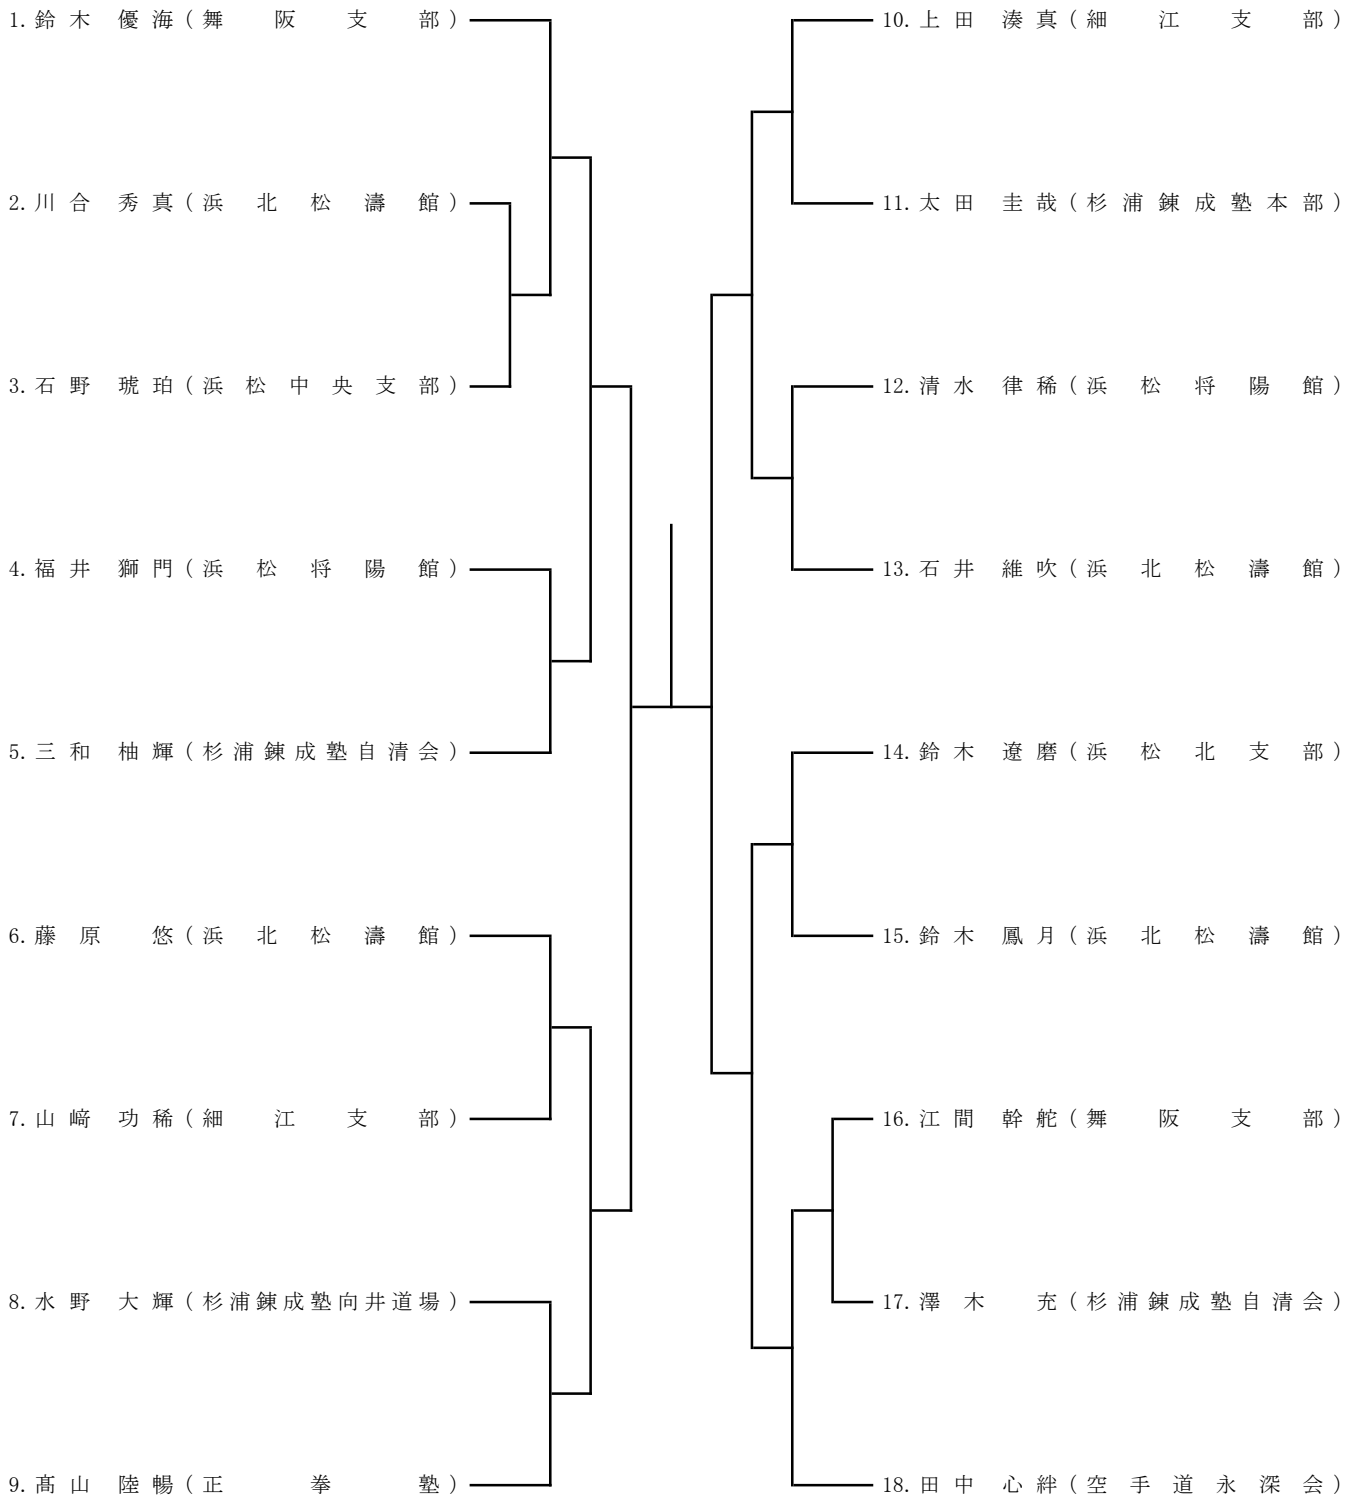 1. 鈴木 優海 (舞阪支部)
2. 川合 秀真 (浜北松濤館)
3. 石野 琥珀 (浜松中央支部)
4. 福井 獅門 (浜松将陽館)
5. 三和 柚輝 (杉浦錬成塾自清会)
6. 藤原 悠 (浜北松濤館)
7. 山﨑 功稀 (細江支部)
8. 水野 大輝 (杉浦錬成塾向井道場)
9. 髙山 陸暢 (正拳塾)
10. 上田 湊真 (細江支部)
11. 太田 圭哉 (杉浦錬成塾本部)
12. 清水 律稀 (浜松将陽館)
13. 石井 維吹 (浜北松濤館)
14. 鈴木 遼磨 (浜松北支部)
15. 鈴木 鳳月 (浜北松濤館)
16. 江間 幹舵 (舞阪支部)
17. 澤木 充 (杉浦錬成塾自清会)
18. 田中 心絆 (空手道永深会)